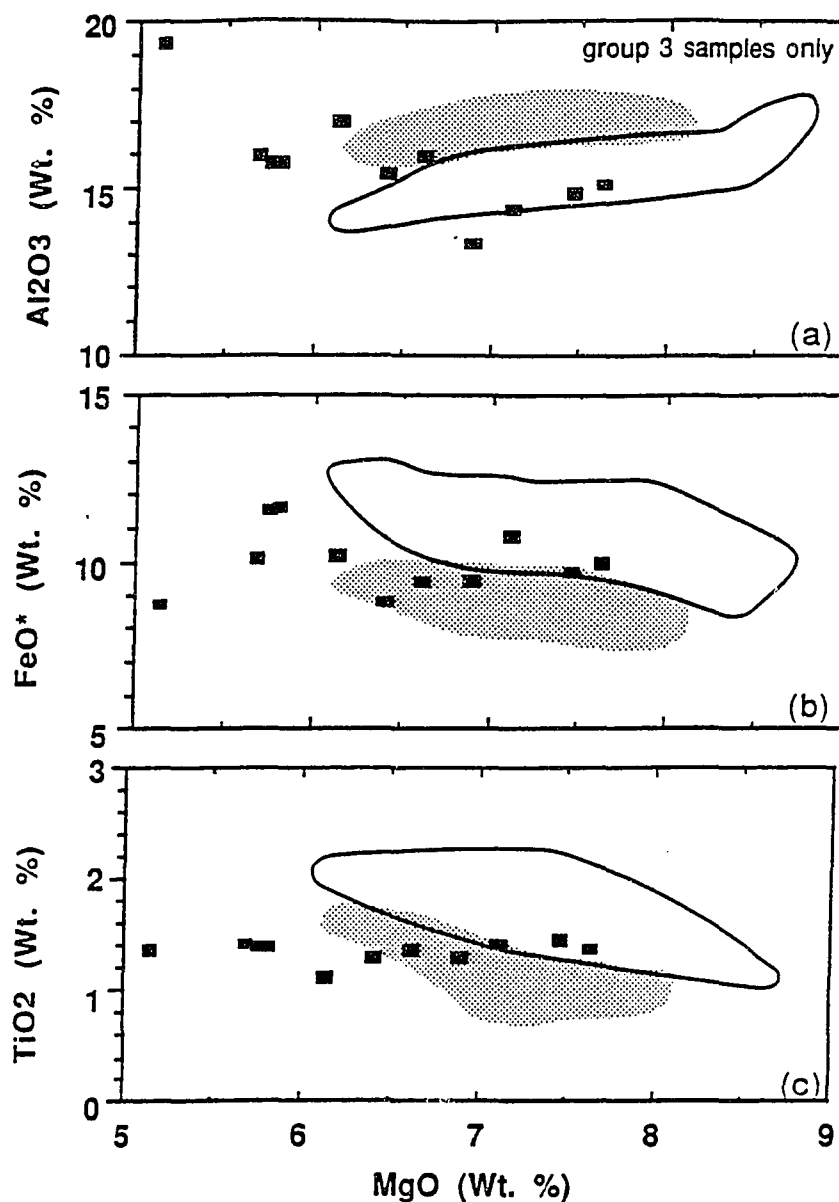 20
group 3 samples only
15
Al2O3 (Wt. %)
10
(a)
15
10
FeO* (Wt. %)
5
(b)
3
2
TiO2 (Wt. %)
1
(c)
0
5 6 7 8 9
MgO (Wt. %)